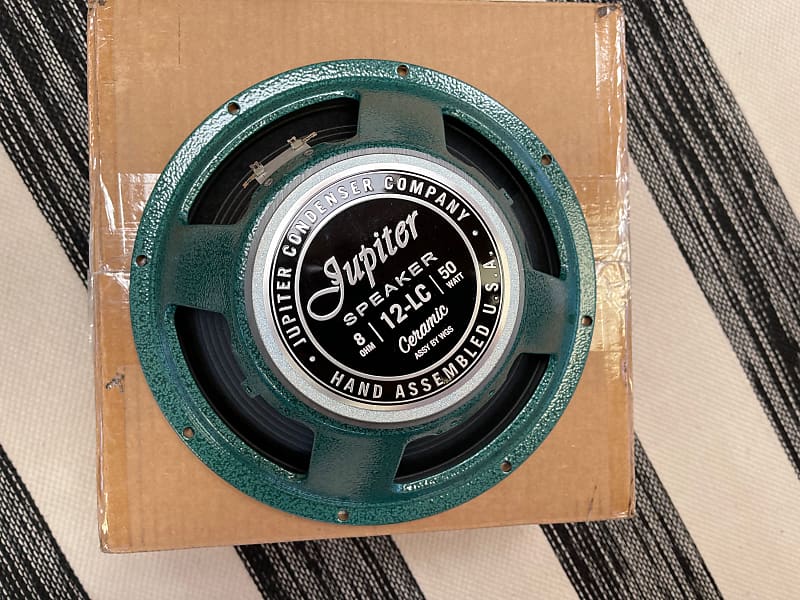 JUPITER CONDENSER COMPANY
Jupiter
SPEAKER
8 OHM | 12-LC | 50 WATT
Ceramic
ASSY BY WGS
• HAND ASSEMBLED U.S.A. •